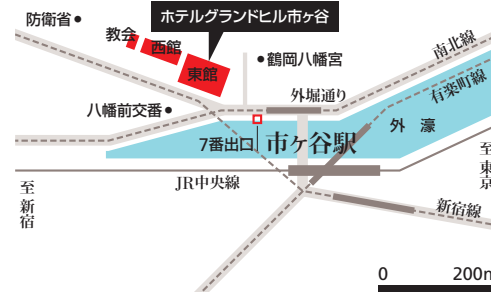 防衛省
ホテルグランドヒル市ヶ谷
教会
西館
東館
鶴岡八幡宮
南北線
有楽町線
外堀通り
八幡前交番
外濠
7番出口
市ヶ谷駅
至東京
JR中央線
至新宿
新宿線
0 200m